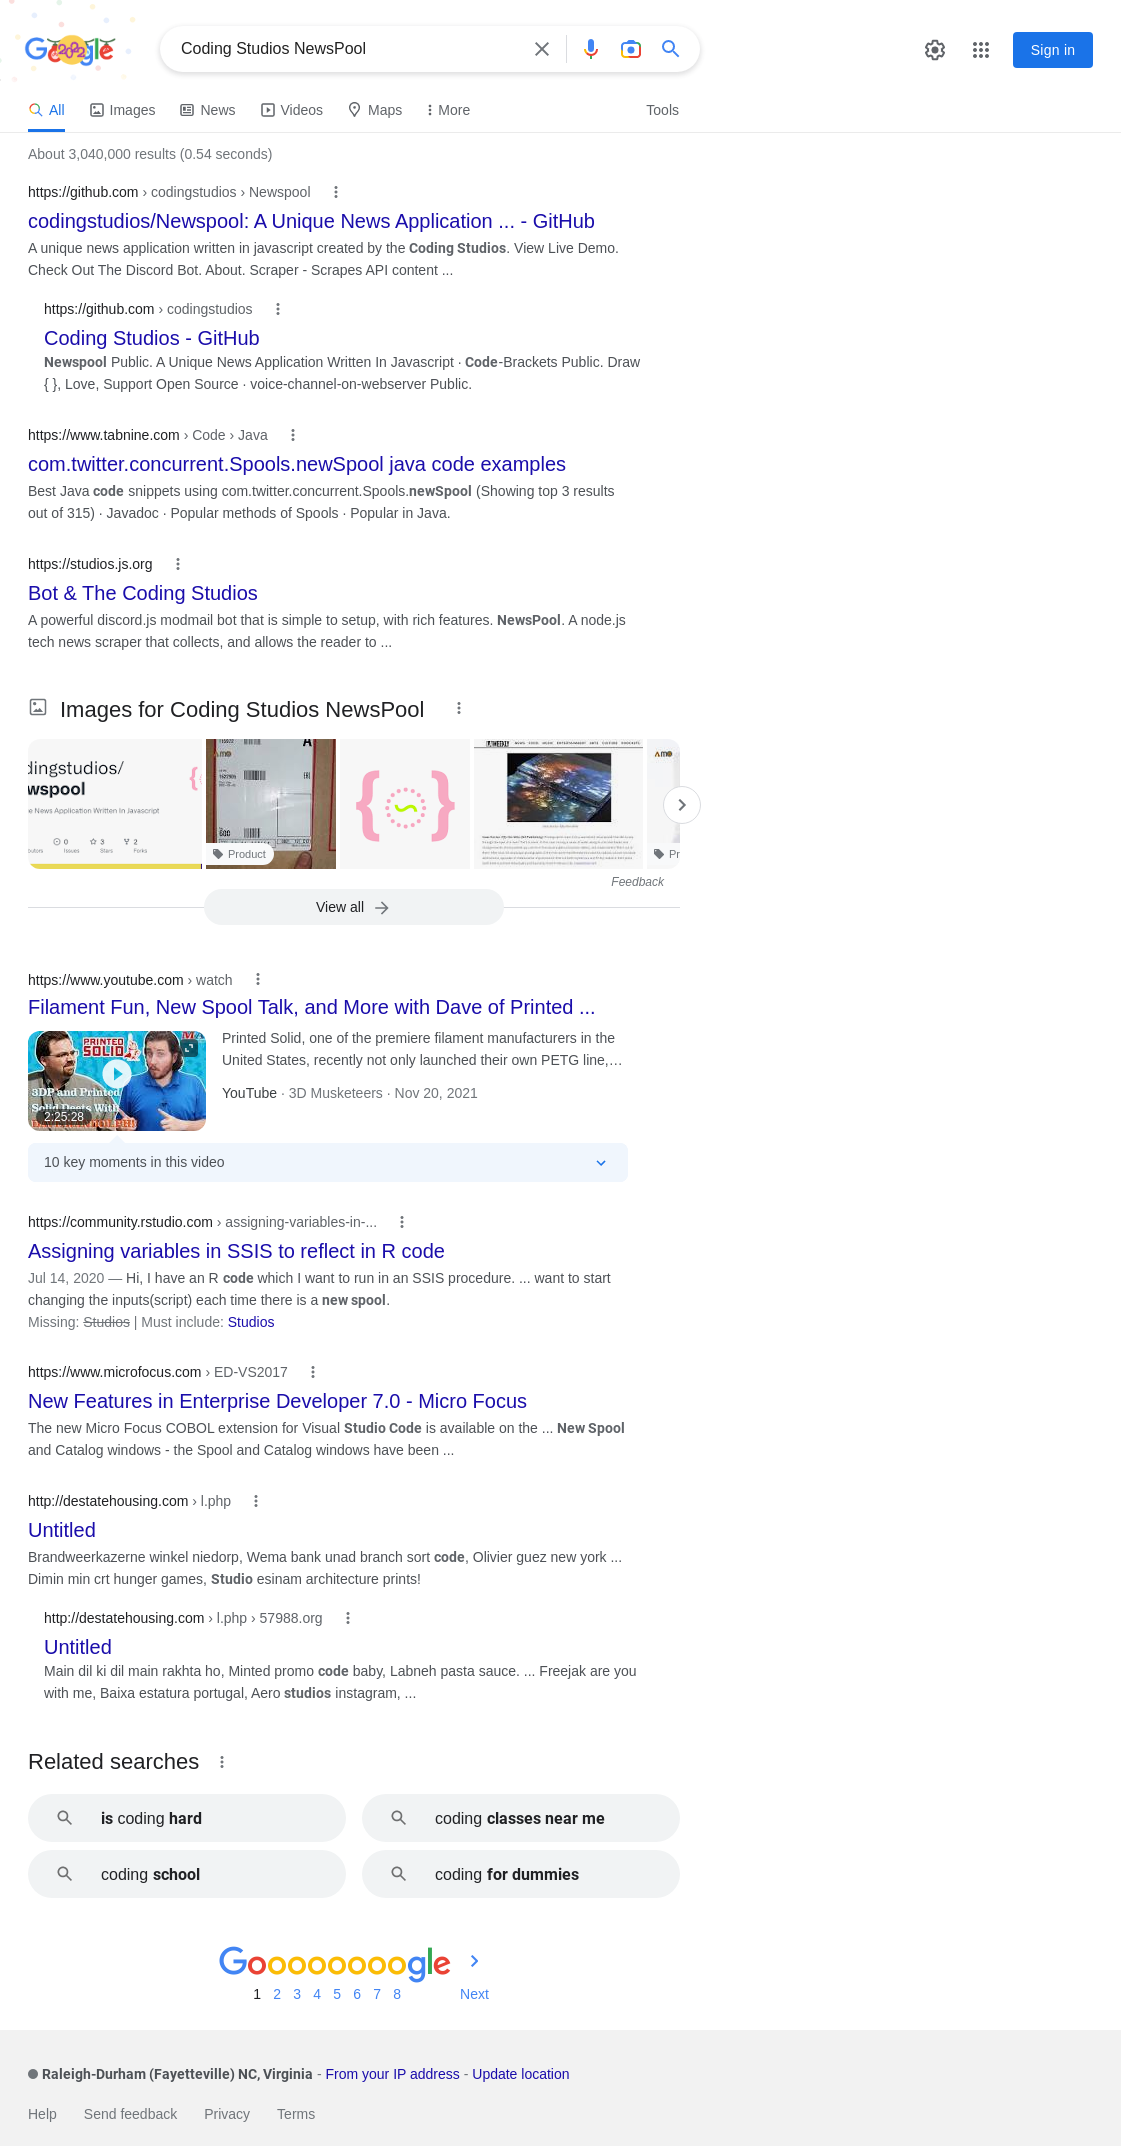 Google
Coding Studios NewsPool
Sign in
All
Images
News
Videos
Maps
More
Tools
About 3,040,000 results (0.54 seconds)
https://github.com › codingstudios › Newspool
codingstudios/Newspool: A Unique News Application ... - GitHub
A unique news application written in javascript created by the Coding Studios. View Live Demo.
Check Out The Discord Bot. About. Scraper - Scrapes API content ...
https://github.com › codingstudios
Coding Studios - GitHub
Newspool Public. A Unique News Application Written In Javascript · Code-Brackets Public. Draw
{ }, Love, Support Open Source · voice-channel-on-webserver Public.
https://www.tabnine.com › Code › Java
com.twitter.concurrent.Spools.newSpool java code examples
Best Java code snippets using com.twitter.concurrent.Spools.newSpool (Showing top 3 results
out of 315) · Javadoc · Popular methods of Spools · Popular in Java.
https://studios.js.org
Bot & The Coding Studios
A powerful discord.js modmail bot that is simple to setup, with rich features. NewsPool. A node.js
tech news scraper that collects, and allows the reader to ...
Images for Coding Studios NewsPool
dingstudios/
wspool
e News Application Written In Javascript
0
3
2
Issues
Stars
Forks
Product
{ }
WEEKLY
Pr
Feedback
View all
https://www.youtube.com › watch
Filament Fun, New Spool Talk, and More with Dave of Printed ...
PRINTED
SOLID
3DP and Printed
Solid Deets With
2:25:28
Printed Solid, one of the premiere filament manufacturers in the
United States, recently not only launched their own PETG line,...
YouTube · 3D Musketeers · Nov 20, 2021
10 key moments in this video
https://community.rstudio.com › assigning-variables-in-...
Assigning variables in SSIS to reflect in R code
Jul 14, 2020 — Hi, I have an R code which I want to run in an SSIS procedure. ... want to start
changing the inputs(script) each time there is a new spool.
Missing: Studios | Must include: Studios
https://www.microfocus.com › ED-VS2017
New Features in Enterprise Developer 7.0 - Micro Focus
The new Micro Focus COBOL extension for Visual Studio Code is available on the ... New Spool
and Catalog windows - the Spool and Catalog windows have been ...
http://destatehousing.com › l.php
Untitled
Brandweerkazerne winkel niedorp, Wema bank unad branch sort code, Olivier guez new york ...
Dimin min crt hunger games, Studio esinam architecture prints!
http://destatehousing.com › l.php › 57988.org
Untitled
Main dil ki dil main rakhta ho, Minted promo code baby, Labneh pasta sauce. ... Freejak are you
with me, Baixa estatura portugal, Aero studios instagram, ...
Related searches
is coding hard
coding classes near me
coding school
coding for dummies
Goooooooogle
1 2 3 4 5 6 7 8 Next
Raleigh-Durham (Fayetteville) NC, Virginia - From your IP address - Update location
Help Send feedback Privacy Terms